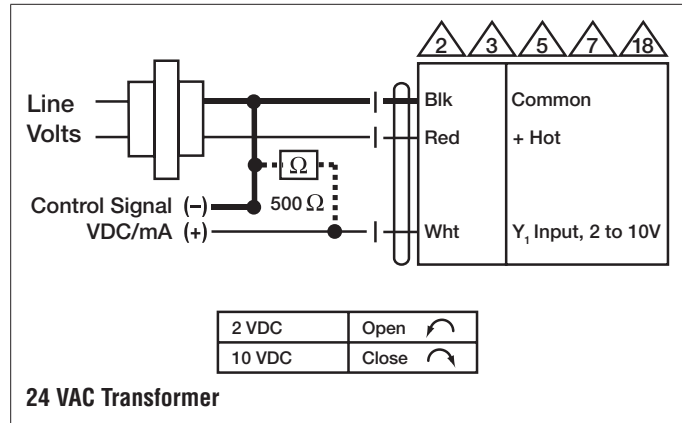 2 3 5 7 18
Line
Volts
Blk Common
Red + Hot
Ω
Control Signal (–) 500 Ω
VDC/mA (+)
Wht Y₁ Input, 2 to 10V
2 VDC Open
10 VDC Close
24 VAC Transformer